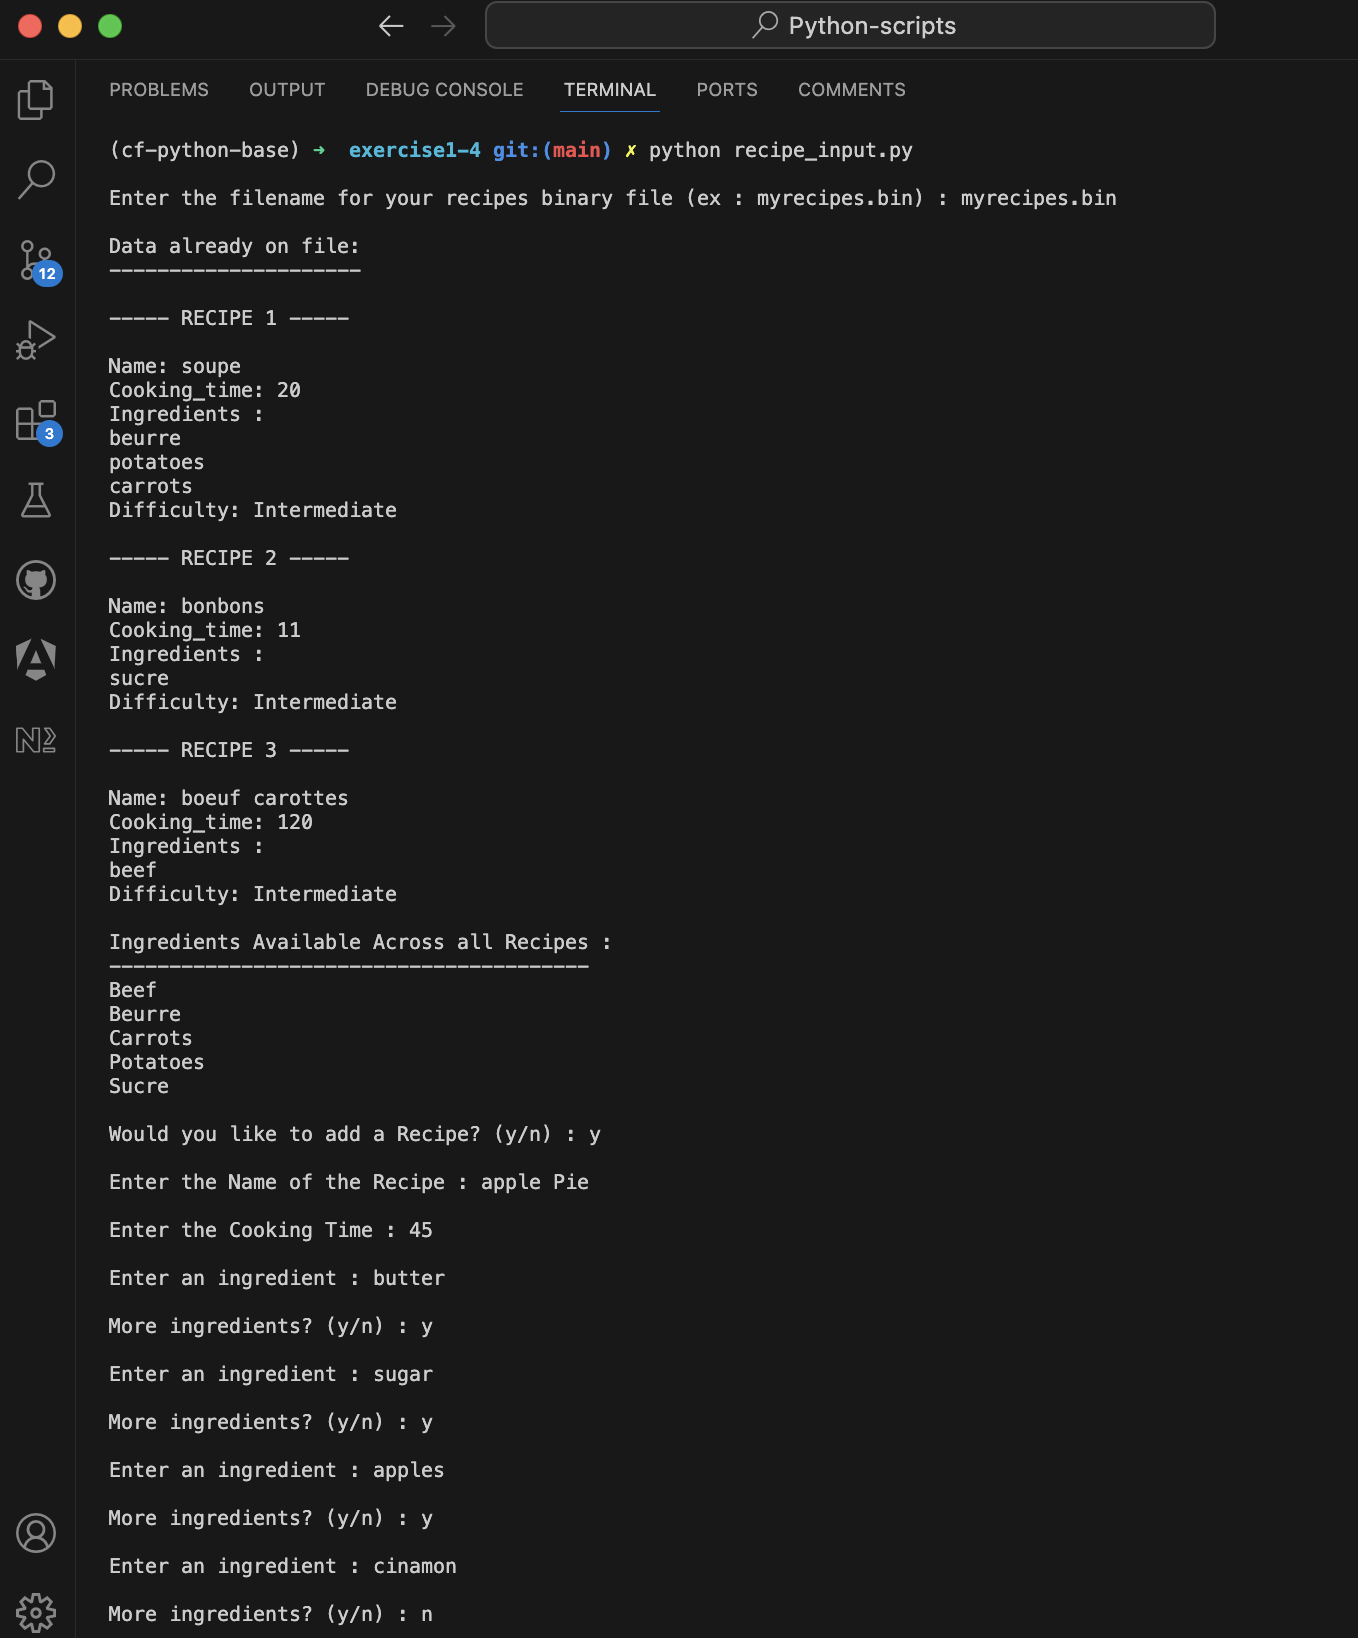 Python-scripts
PROBLEMS OUTPUT DEBUG CONSOLE TERMINAL PORTS COMMENTS
(cf-python-base) ➜ exercise1-4 git:(main) ✗ python recipe_input.py
Enter the filename for your recipes binary file (ex : myrecipes.bin) : myrecipes.bin
Data already on file:
---------------------
----- RECIPE 1 -----
Name: soupe
Cooking_time: 20
Ingredients :
beurre
potatoes
carrots
Difficulty: Intermediate
----- RECIPE 2 -----
Name: bonbons
Cooking_time: 11
Ingredients :
sucre
Difficulty: Intermediate
----- RECIPE 3 -----
Name: boeuf carottes
Cooking_time: 120
Ingredients :
beef
Difficulty: Intermediate
Ingredients Available Across all Recipes :
----------------------------------------
Beef
Beurre
Carrots
Potatoes
Sucre
Would you like to add a Recipe? (y/n) : y
Enter the Name of the Recipe : apple Pie
Enter the Cooking Time : 45
Enter an ingredient : butter
More ingredients? (y/n) : y
Enter an ingredient : sugar
More ingredients? (y/n) : y
Enter an ingredient : apples
More ingredients? (y/n) : y
Enter an ingredient : cinamon
More ingredients? (y/n) : n
12
3